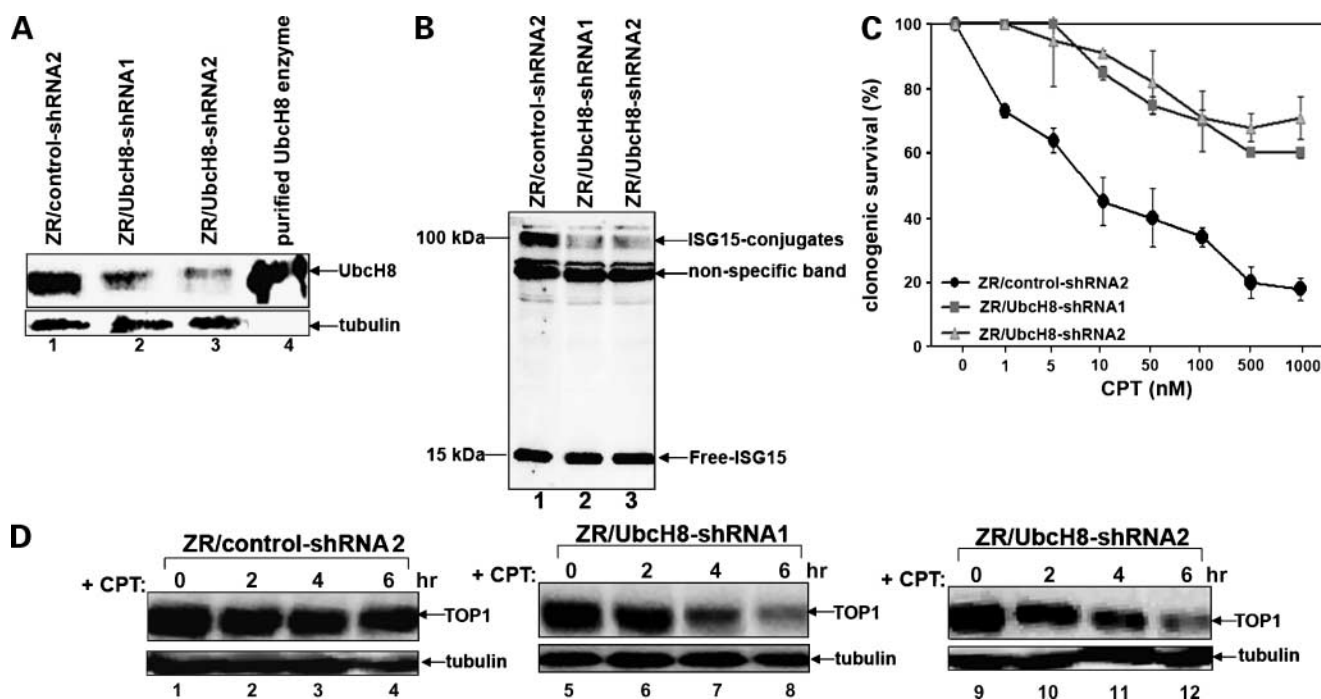 A
ZR/control-shRNA2
ZR/UbcH8-shRNA1
ZR/UbcH8-shRNA2
purified UbcH8 enzyme
UbcH8
tubulin
1 2 3 4
B
ZR/control-shRNA2
ZR/UbcH8-shRNA1
ZR/UbcH8-shRNA2
100 kDa
ISG15-conjugates
non-specific band
15 kDa
Free-ISG15
1 2 3
C
clonogenic survival (%)
100
80
60
40
20
0
ZR/control-shRNA2
ZR/UbcH8-shRNA1
ZR/UbcH8-shRNA2
0 1 5 10 50 100 500 1000
CPT (nM)
D
ZR/control-shRNA2
+ CPT: 0 2 4 6 hr
TOP1
tubulin
1 2 3 4
ZR/UbcH8-shRNA1
+ CPT: 0 2 4 6 hr
TOP1
tubulin
5 6 7 8
ZR/UbcH8-shRNA2
+ CPT: 0 2 4 6 hr
TOP1
tubulin
9 10 11 12